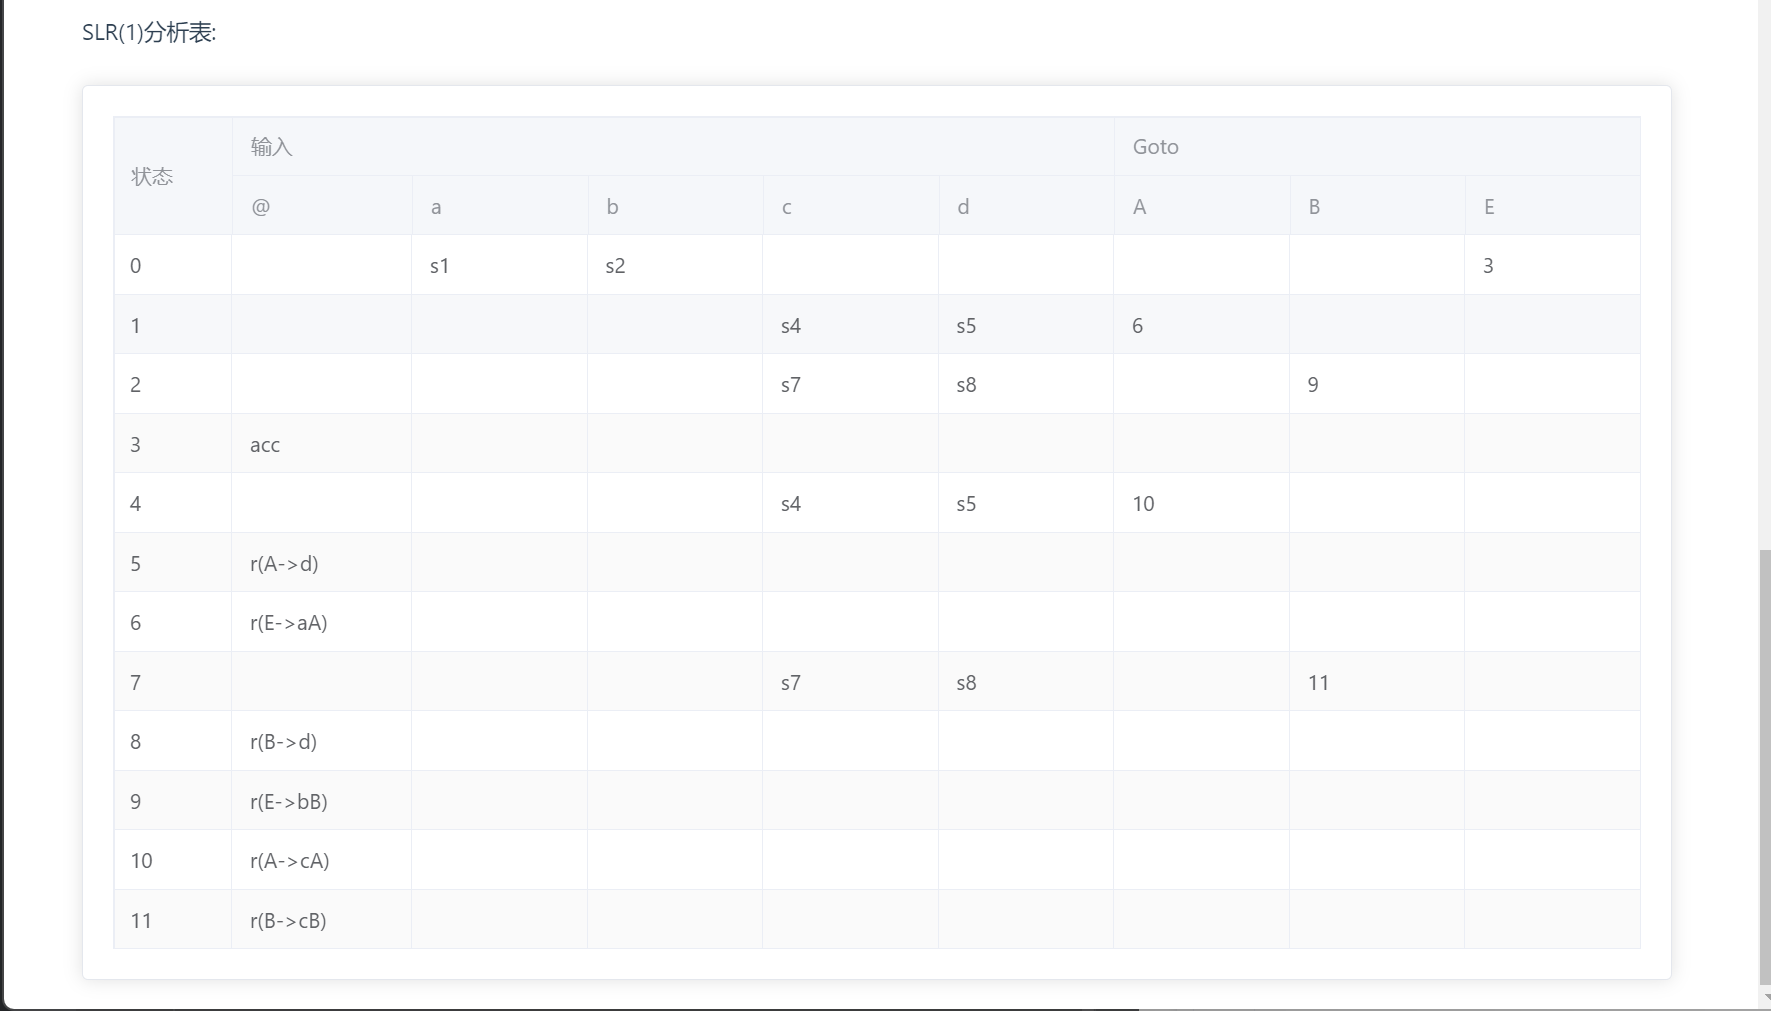 SLR(1)分析表:
状态 输入 Goto
@ a b c d A B E
0 s1 s2 3
1 s4 s5 6
2 s7 s8 9
3 acc
4 s4 s5 10
5 r(A->d)
6 r(E->aA)
7 s7 s8 11
8 r(B->d)
9 r(E->bB)
10 r(A->cA)
11 r(B->cB)